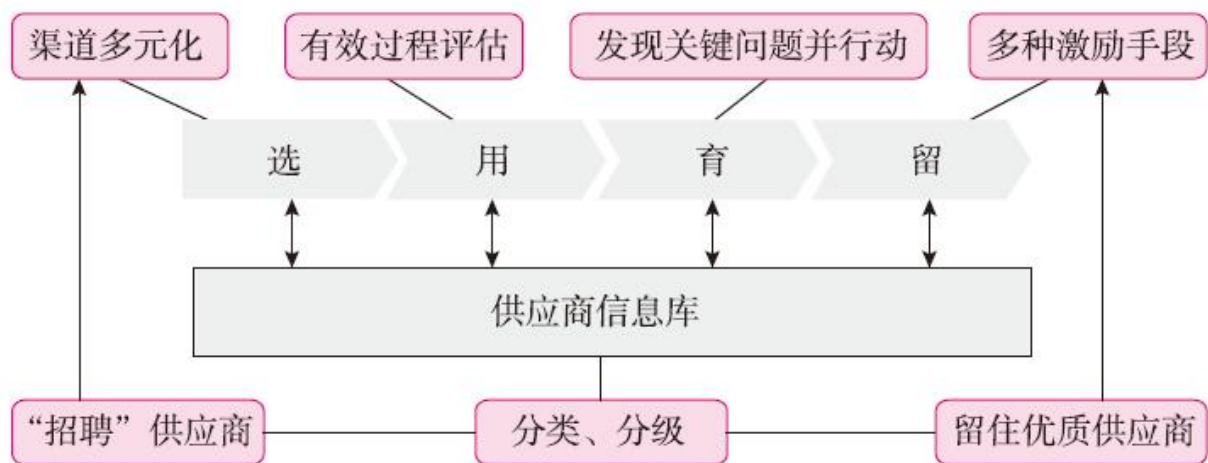 渠道多元化
有效过程评估
发现关键问题并行动
多种激励手段
选
用
育
留
供应商信息库
“招聘”供应商
分类、分级
留住优质供应商